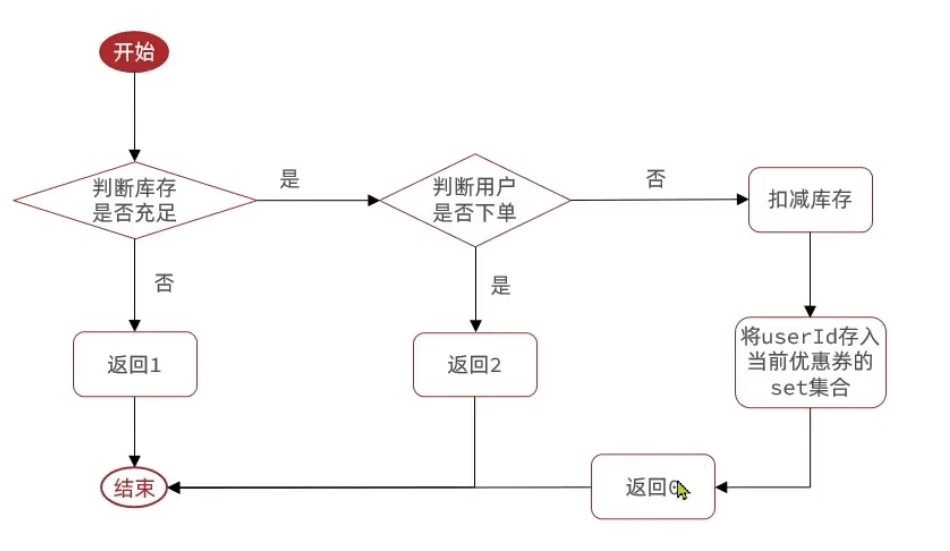 开始
判断库存
是否充足
是
判断用户
是否下单
否
扣减库存
否
是
返回1
返回2
将userId存入
当前优惠券的
set集合
结束
返回0